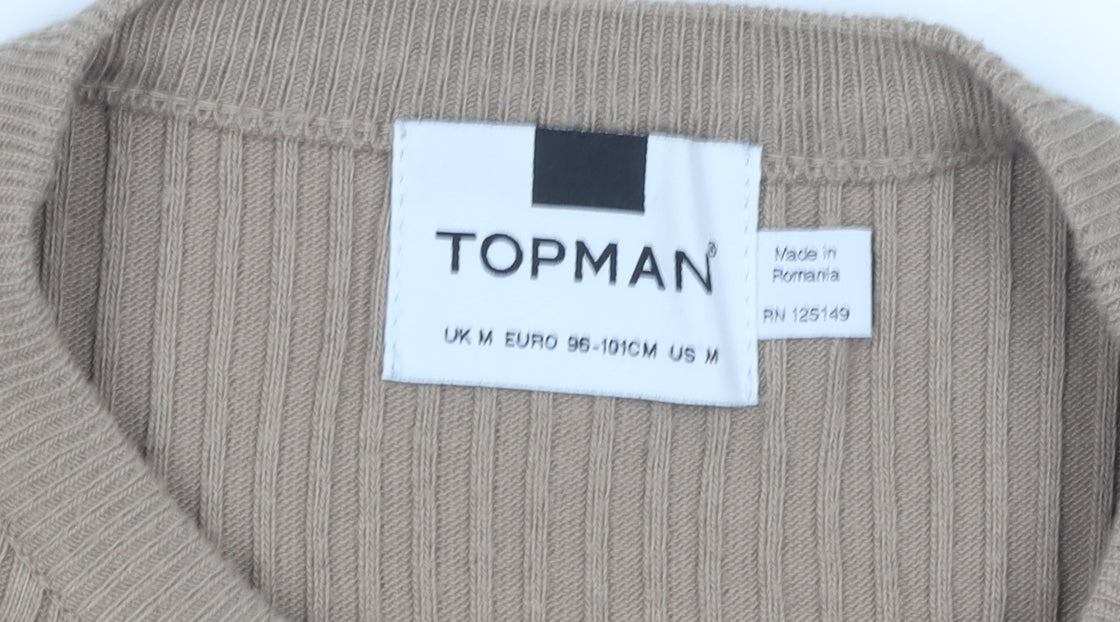 TOPMAN®
UK M EURO 96-101CM US M
Made in
Romania
RN 125149